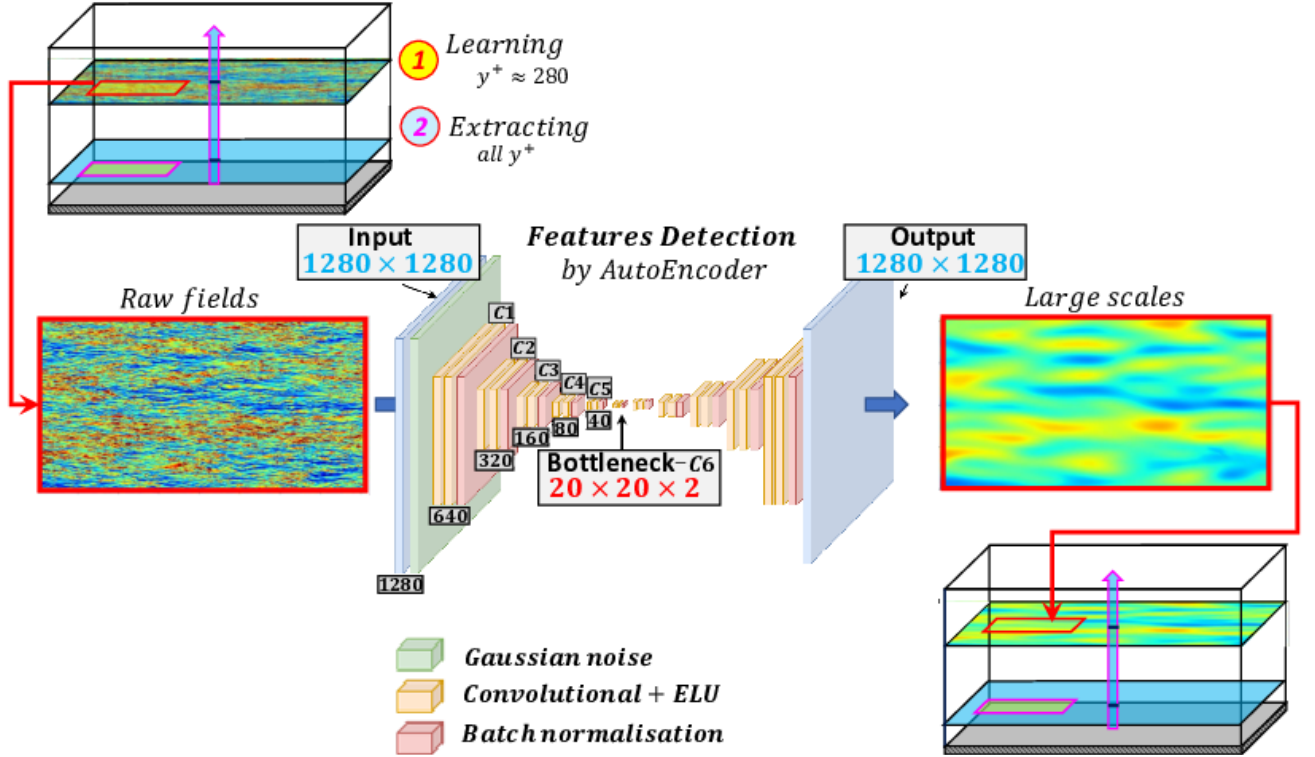 1 Learning
y⁺ ≈ 280
2 Extracting
all y⁺
Input
1280 × 1280
Features Detection
by AutoEncoder
Output
1280 × 1280
Raw fields
Large scales
C1
C2
C3
C4
C5
40
80
160
320
640
1280
Bottleneck–C6
20 × 20 × 2
Gaussian noise
Convolutional + ELU
Batch normalisation